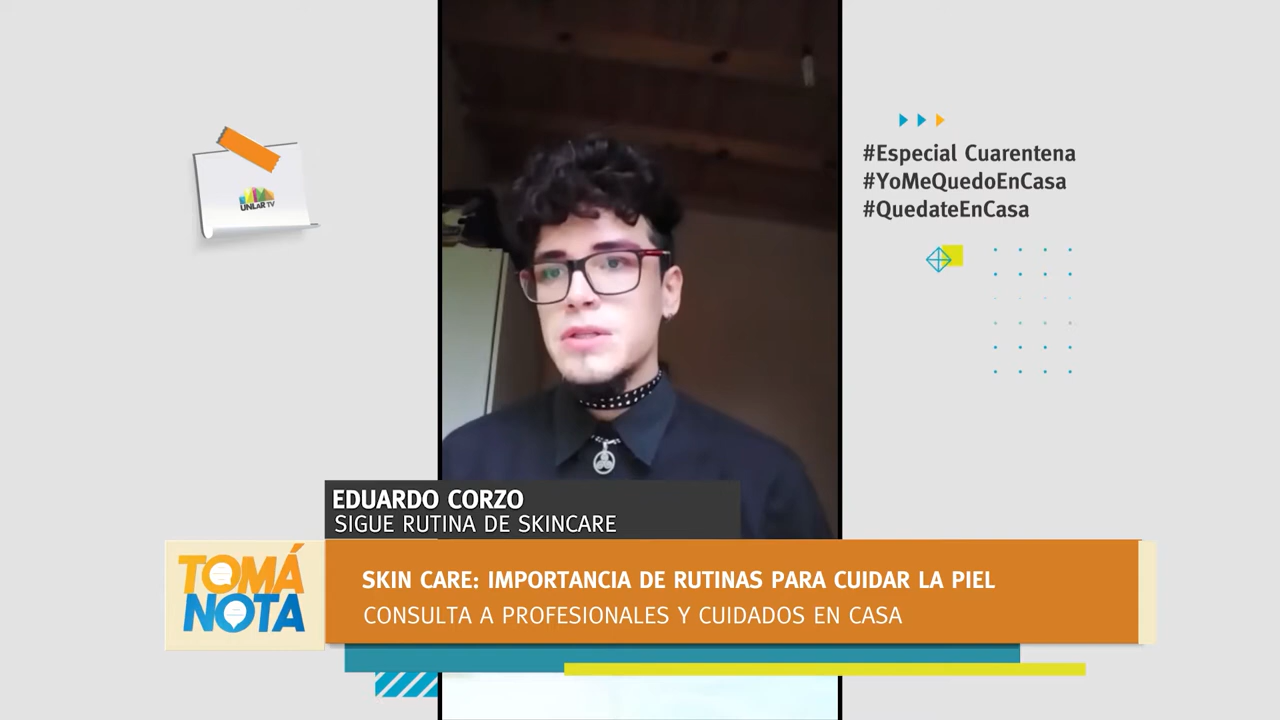 UNLAR TV
#Especial Cuarentena
#YoMeQuedoEnCasa
#QuedateEnCasa
EDUARDO CORZO
SIGUE RUTINA DE SKINCARE
TOMÁ
NOTA
SKIN CARE: IMPORTANCIA DE RUTINAS PARA CUIDAR LA PIEL
CONSULTA A PROFESIONALES Y CUIDADOS EN CASA